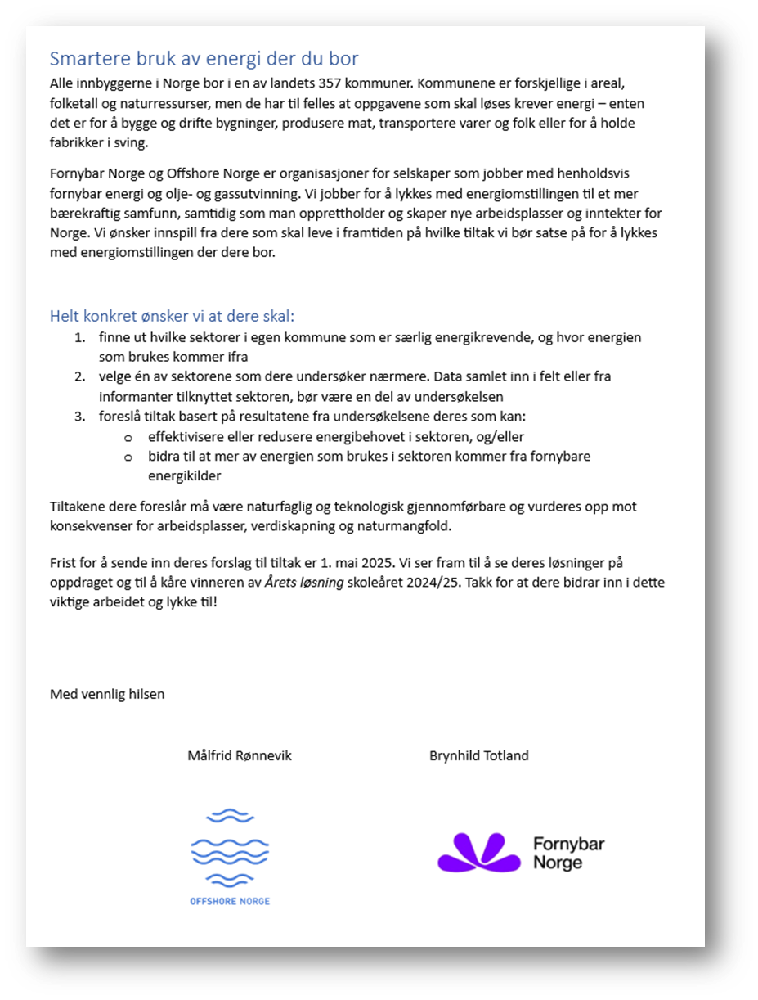 Smartere bruk av energi der du bor
Alle innbyggerne i Norge bor i en av landets 357 kommuner. Kommunene er forskjellige i areal,
folketall og naturressurser, men de har til felles at oppgavene som skal løses krever energi – enten
det er for å bygge og drifte bygninger, produsere mat, transportere varer og folk eller for å holde
fabrikker i sving.
Fornybar Norge og Offshore Norge er organisasjoner for selskaper som jobber med henholdsvis
fornybar energi og olje- og gassutvinning. Vi jobber for å lykkes med energiomstillingen til et mer
bærekraftig samfunn, samtidig som man opprettholder og skaper nye arbeidsplasser og inntekter for
Norge. Vi ønsker innspill fra dere som skal leve i framtiden på hvilke tiltak vi bør satse på for å lykkes
med energiomstillingen der dere bor.
Helt konkret ønsker vi at dere skal:
1. finne ut hvilke sektorer i egen kommune som er særlig energikrevende, og hvor energien
som brukes kommer ifra
2. velge én av sektorene som dere undersøker nærmere. Data samlet inn i felt eller fra
informanter tilknyttet sektoren, bør være en del av undersøkelsen
3. foreslå tiltak basert på resultatene fra undersøkelsene deres som kan:
o effektivisere eller redusere energibehovet i sektoren, og/eller
o bidra til at mer av energien som brukes i sektoren kommer fra fornybare
energikilder
Tiltakene dere foreslår må være naturfaglig og teknologisk gjennomførbare og vurderes opp mot
konsekvenser for arbeidsplasser, verdiskapning og naturmangfold.
Frist for å sende inn deres forslag til tiltak er 1. mai 2025. Vi ser fram til å se deres løsninger på
oppdraget og til å kåre vinneren av Årets løsning skoleåret 2024/25. Takk for at dere bidrar inn i dette
viktige arbeidet og lykke til!
Med vennlig hilsen
Målfrid Rønnevik Brynhild Totland
Fornybar
Norge
OFFSHORE NORGE